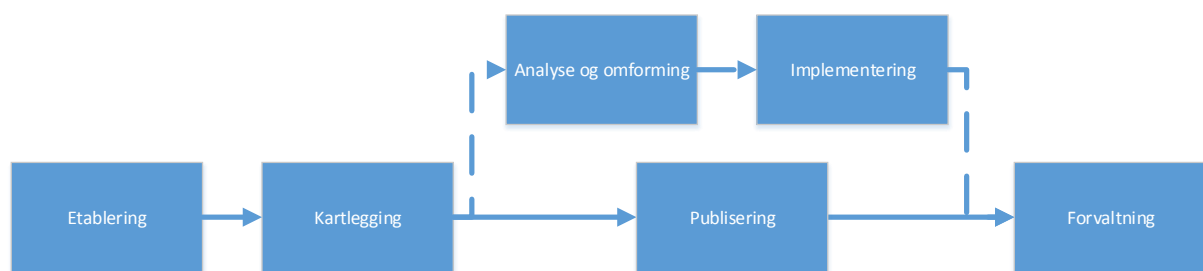 Analyse og omforming
Implementering
Etablering
Kartlegging
Publisering
Forvaltning